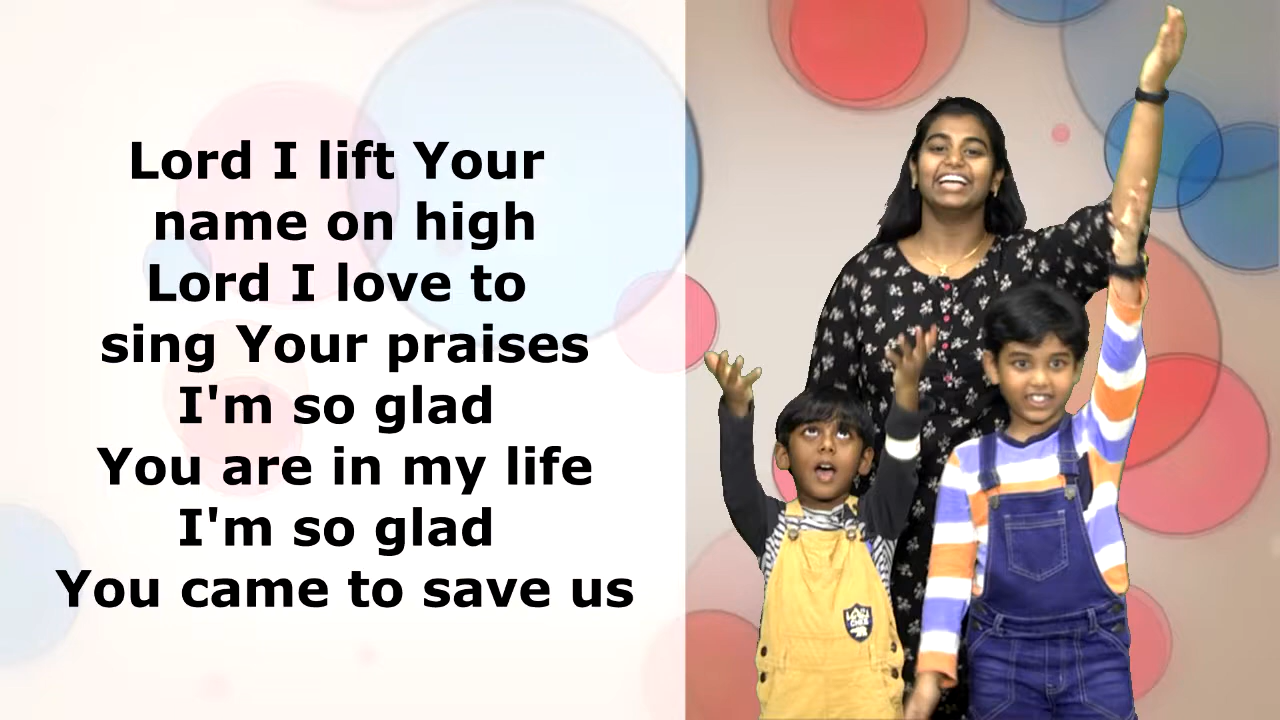 Lord I lift Your
name on high
Lord I love to
sing Your praises
I'm so glad
You are in my life
I'm so glad
You came to save us